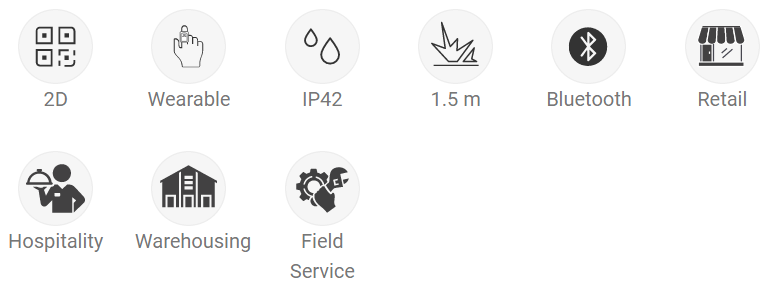 2D
Wearable
IP42
1.5 m
Bluetooth
Retail
Hospitality
Warehousing
Field
Service